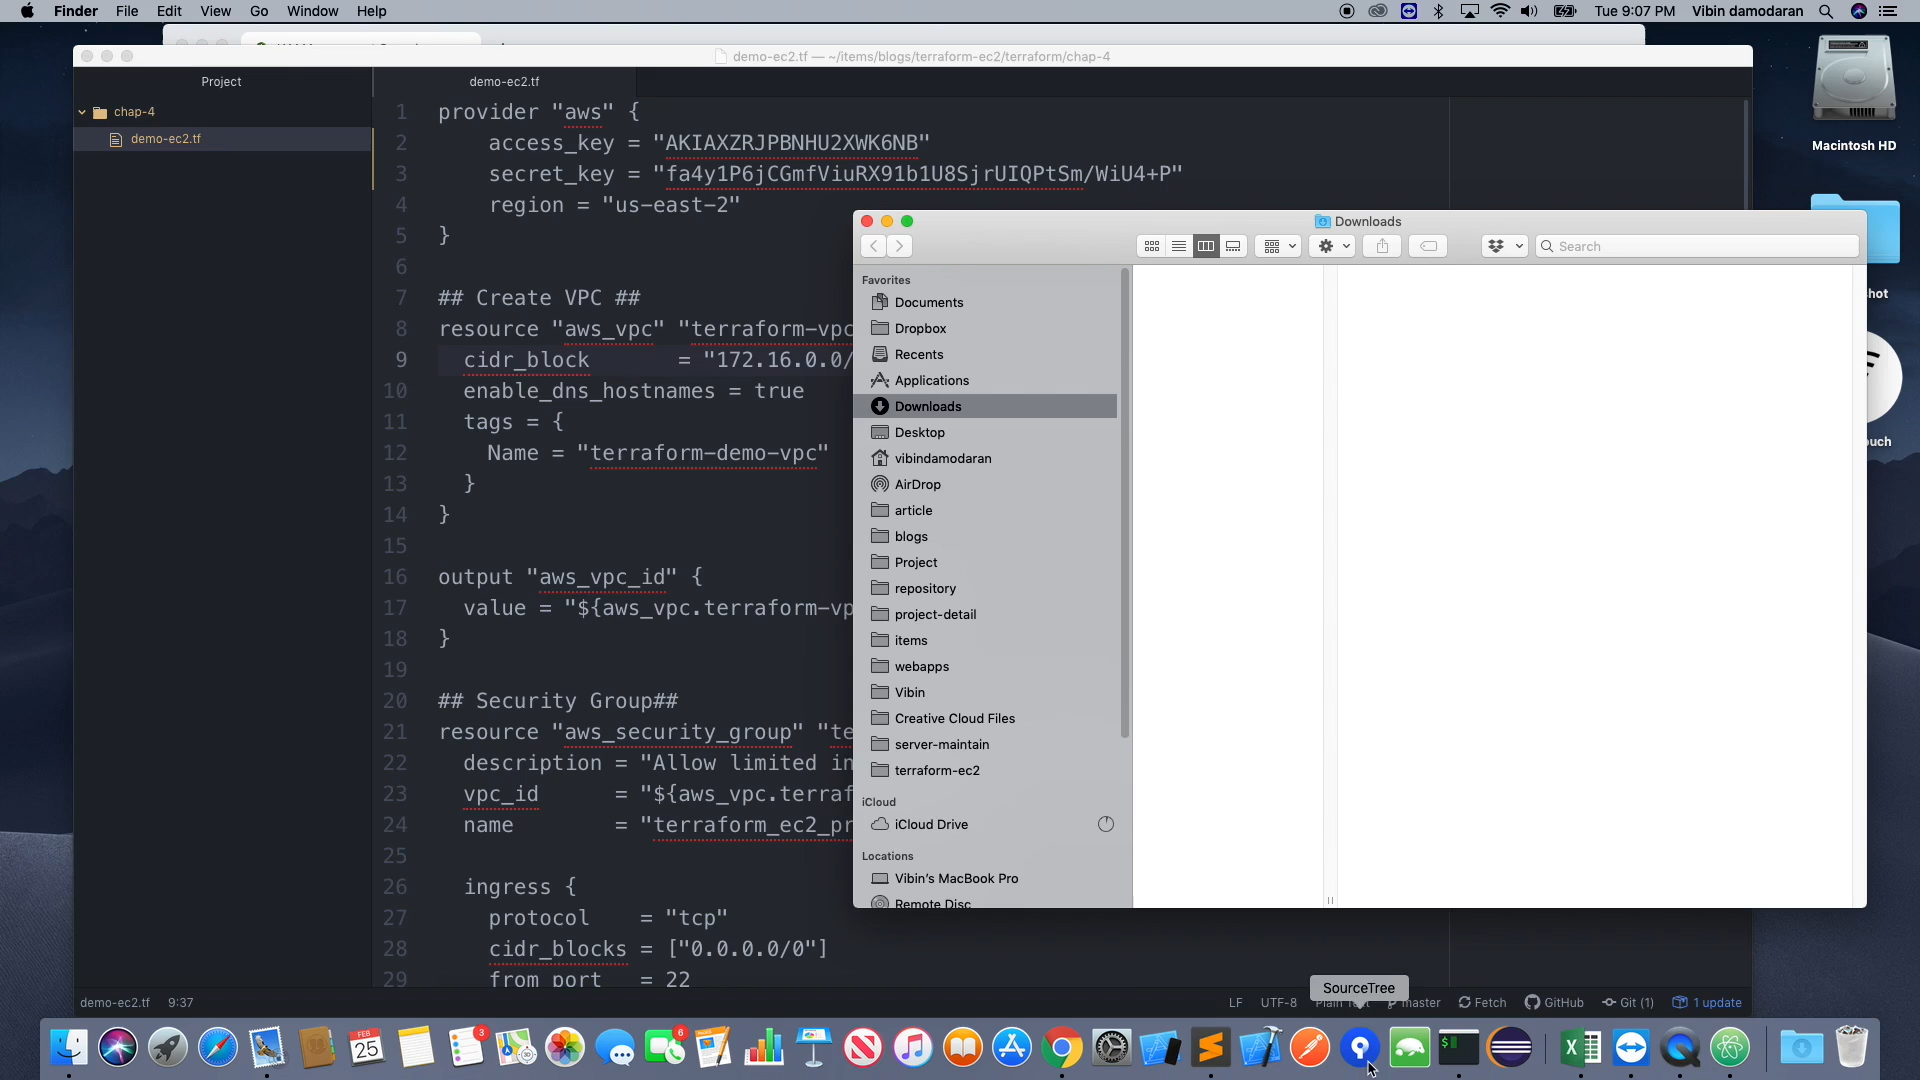 Finder File Edit View Go Window Help
Tue 9:07 PM Vibin damodaran
demo-ec2.tf — ~/items/blogs/terraform-ec2/terraform/chap-4
Project
demo-ec2.tf
chap-4
demo-ec2.tf
1 provider "aws" {
2 access_key = "AKIAXZRJPBNHU2XWK6NB"
3 secret_key = "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"
4 region = "us-east-2"
5 }
6
7 ## Create VPC ##
8 resource "aws_vpc" "terraform-vpc
9 cidr_block = "172.16.0.0/
10 enable_dns_hostnames = true
11 tags = {
12 Name = "terraform-demo-vpc"
13 }
14 }
15
16 output "aws_vpc_id" {
17 value = "${aws_vpc.terraform-vp
18 }
19
20 ## Security Group##
21 resource "aws_security_group" "te
22 description = "Allow limited in
23 vpc_id = "${aws_vpc.terraf
24 name = "terraform_ec2_pr
25
26 ingress {
27 protocol = "tcp"
28 cidr_blocks = ["0.0.0.0/0"]
29 from_port = 22
Downloads
Search
Favorites
Documents
Dropbox
Recents
Applications
Downloads
Desktop
vibindamodaran
AirDrop
article
blogs
Project
repository
project-detail
items
webapps
Vibin
Creative Cloud Files
server-maintain
terraform-ec2
iCloud
iCloud Drive
Locations
Vibin's MacBook Pro
Remote Disc
Macintosh HD
hot
uch
SourceTree
demo-ec2.tf 9:37
LF UTF-8 Plain Text master Fetch GitHub Git (1) 1 update
FEB
25
3
6